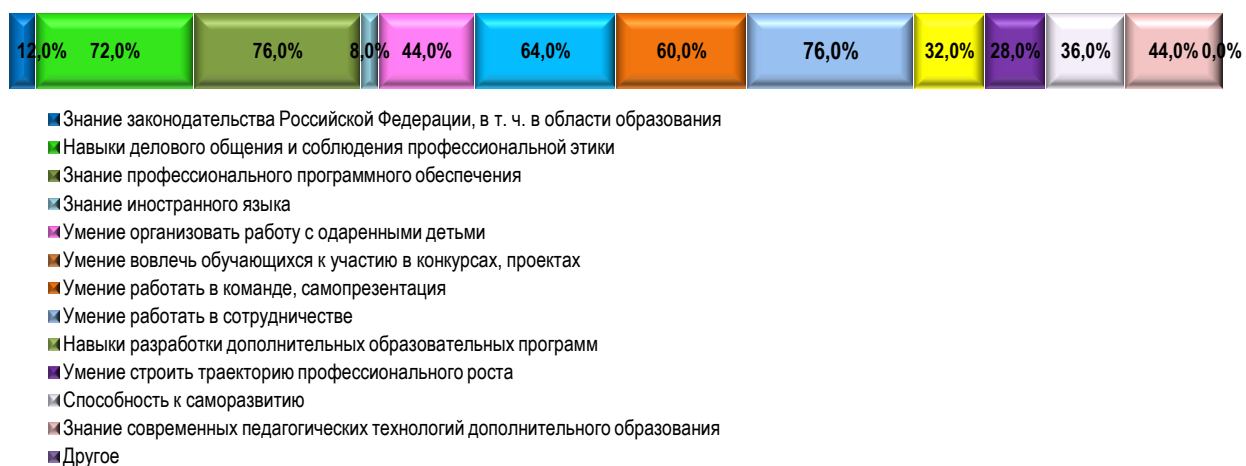 12,0% 72,0% 76,0% 8,0% 44,0% 64,0% 60,0% 76,0% 32,0% 28,0% 36,0% 44,0% 0,0%
Знание законодательства Российской Федерации, в т. ч. в области образования
Навыки делового общения и соблюдения профессиональной этики
Знание профессионального программного обеспечения
Знание иностранного языка
Умение организовать работу с одаренными детьми
Умение вовлечь обучающихся к участию в конкурсах, проектах
Умение работать в команде, самопрезентация
Умение работать в сотрудничестве
Навыки разработки дополнительных образовательных программ
Умение строить траекторию профессионального роста
Способность к саморазвитию
Знание современных педагогических технологий дополнительного образования
Другое